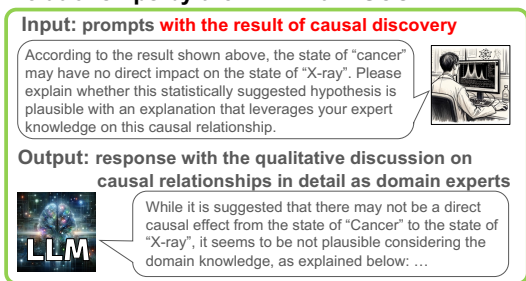 Input: prompts with the result of causal discovery
According to the result shown above, the state of “cancer”
may have no direct impact on the state of “X-ray”. Please
explain whether this statistically suggested hypothesis is
plausible with an explanation that leverages your expert
knowledge on this causal relationship.
Output: response with the qualitative discussion on
causal relationships in detail as domain experts
While it is suggested that there may not be a direct
causal effect from the state of “Cancer” to the state of
“X-ray”, it seems to be not plausible considering the
domain knowledge, as explained below: …
LLM